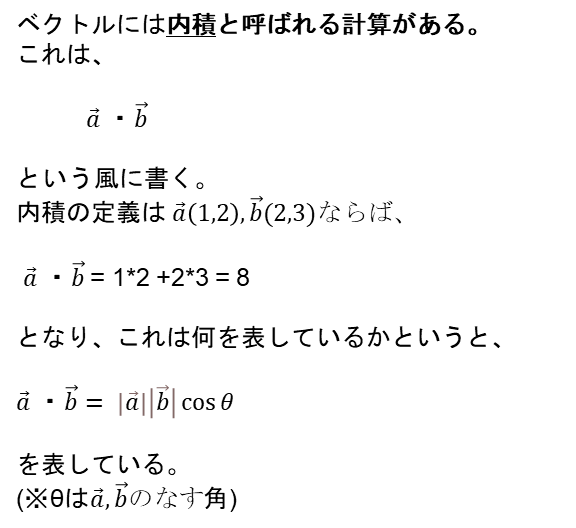 ベクトルには内積と呼ばれる計算がある。
これは、
a⃗ ・ b⃗
という風に書く。
内積の定義は a⃗(1,2), b⃗(2,3)ならば、
a⃗ ・ b⃗ = 1*2 +2*3 = 8
となり、これは何を表しているかというと、
a⃗ ・ b⃗ = |a⃗||b⃗| cos θ
を表している。
(※θはa⃗, b⃗のなす角)